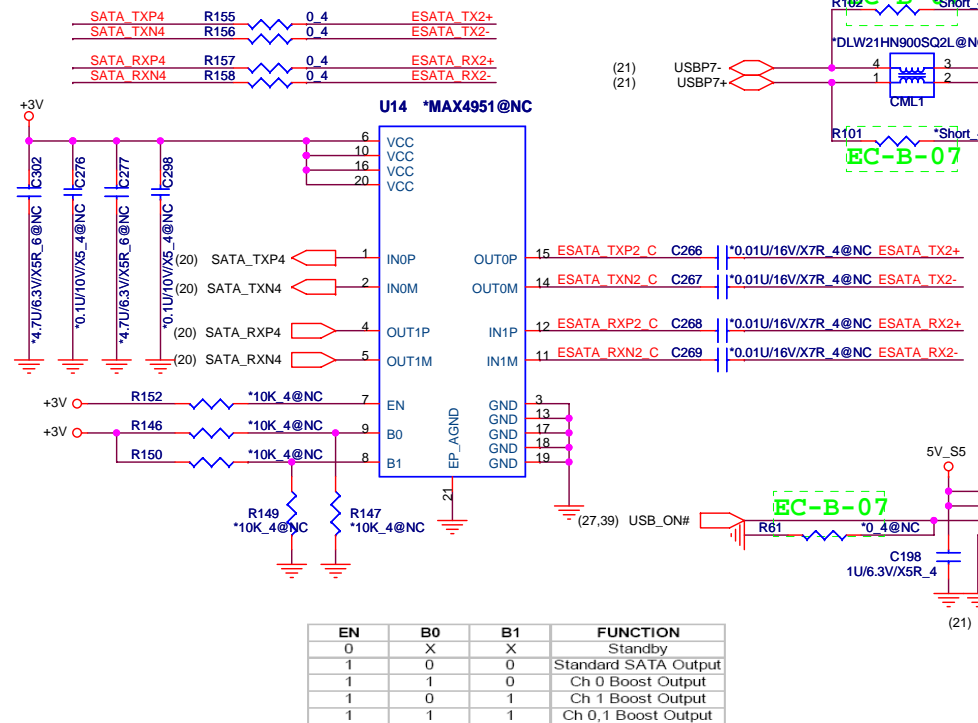 SATA_TXP4 R155 0_4 ESATA_TX2+
SATA_TXN4 R156 0_4 ESATA_TX2-
SATA_RXP4 R157 0_4 ESATA_RX2+
SATA_RXN4 R158 0_4 ESATA_RX2-
R102 *Short_
*DLW21HN900SQ2L@N
(21) USBP7- 4 3
(21) USBP7+ 1 2
CML1
R101 *Short_
EC-B-07
+3V
U14 *MAX4951@NC
6 VCC
10 VCC
16 VCC
20 VCC
C302
*4.7U/6.3V/X5R_6@NC
C276
*0.1U/10V/X5_4@NC
C277
*4.7U/6.3V/X5R_6@NC
C298
*0.1U/10V/X5_4@NC
(20) SATA_TXP4 1 IN0P OUT0P 15 ESATA_TXP2_C C266 *0.01U/16V/X7R_4@NC ESATA_TX2+
(20) SATA_TXN4 2 IN0M OUT0M 14 ESATA_TXN2_C C267 *0.01U/16V/X7R_4@NC ESATA_TX2-
(20) SATA_RXP4 4 OUT1P IN1P 12 ESATA_RXP2_C C268 *0.01U/16V/X7R_4@NC ESATA_RX2+
(20) SATA_RXN4 5 OUT1M IN1M 11 ESATA_RXN2_C C269 *0.01U/16V/X7R_4@NC ESATA_RX2-
+3V R152 *10K_4@NC 7 EN GND 3
GND 13
+3V R146 *10K_4@NC 9 B0 GND 17
GND 18
R150 *10K_4@NC 8 B1 GND 19
EP_AGND
21
R149
*10K_4@NC
R147
*10K_4@NC
5V_S5
EC-B-07
(27,39) USB_ON#
R61 *0_4@NC
C198
1U/6.3V/X5R_4
(21)
EN B0 B1 FUNCTION
0 X X Standby
1 0 0 Standard SATA Output
1 1 0 Ch 0 Boost Output
1 0 1 Ch 1 Boost Output
1 1 1 Ch 0,1 Boost Output